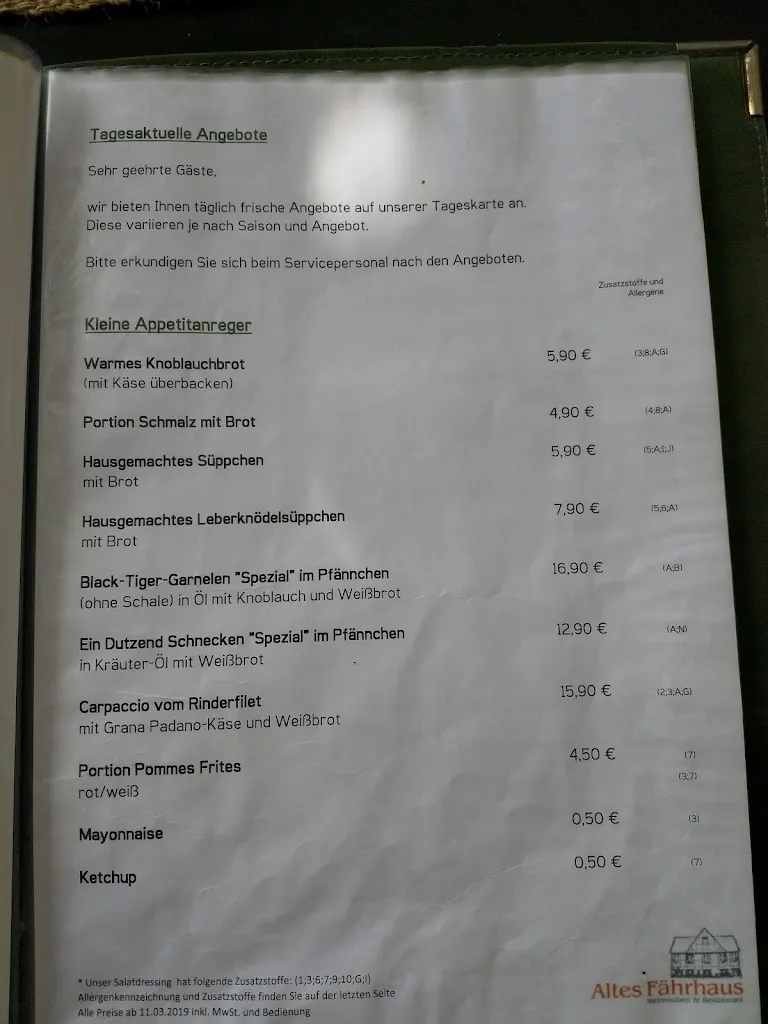 Tagesaktuelle Angebote
Sehr geehrte Gäste,
wir bieten Ihnen täglich frische Angebote auf unserer Tageskarte an.
Diese variieren je nach Saison und Angebot.
Bitte erkundigen Sie sich beim Servicepersonal nach den Angeboten.
Zusatzstoffe und
Allergene
Kleine Appetitanreger
Warmes Knoblauchbrot 5,90 € (3;8;A;G)
(mit Käse überbacken)
Portion Schmalz mit Brot 4,90 € (4;8;A)
Hausgemachtes Süppchen 5,90 € (5;A;I;J)
mit Brot
Hausgemachtes Leberknödelsüppchen 7,90 € (5,6;A)
mit Brot
Black-Tiger-Garnelen "Spezial" im Pfännchen 16,90 € (A;B)
(ohne Schale) in Öl mit Knoblauch und Weißbrot
Ein Dutzend Schnecken "Spezial" im Pfännchen 12,90 € (A;N)
in Kräuter-Öl mit Weißbrot
Carpaccio vom Rinderfilet 15,90 € (2;3;A;G)
mit Grana Padano-Käse und Weißbrot
Portion Pommes Frites 4,50 € (7)
rot/weiß (3;7)
Mayonnaise 0,50 € (3)
Ketchup 0,50 € (7)
* Unser Salatdressing hat folgende Zusatzstoffe: (1;3;6;7;9;10;G;I)
Allergenkennzeichnung und Zusatzstoffe finden Sie auf der letzten Seite
Alle Preise ab 11.03.2019 inkl. MwSt. und Bedienung
Altes Fährhaus